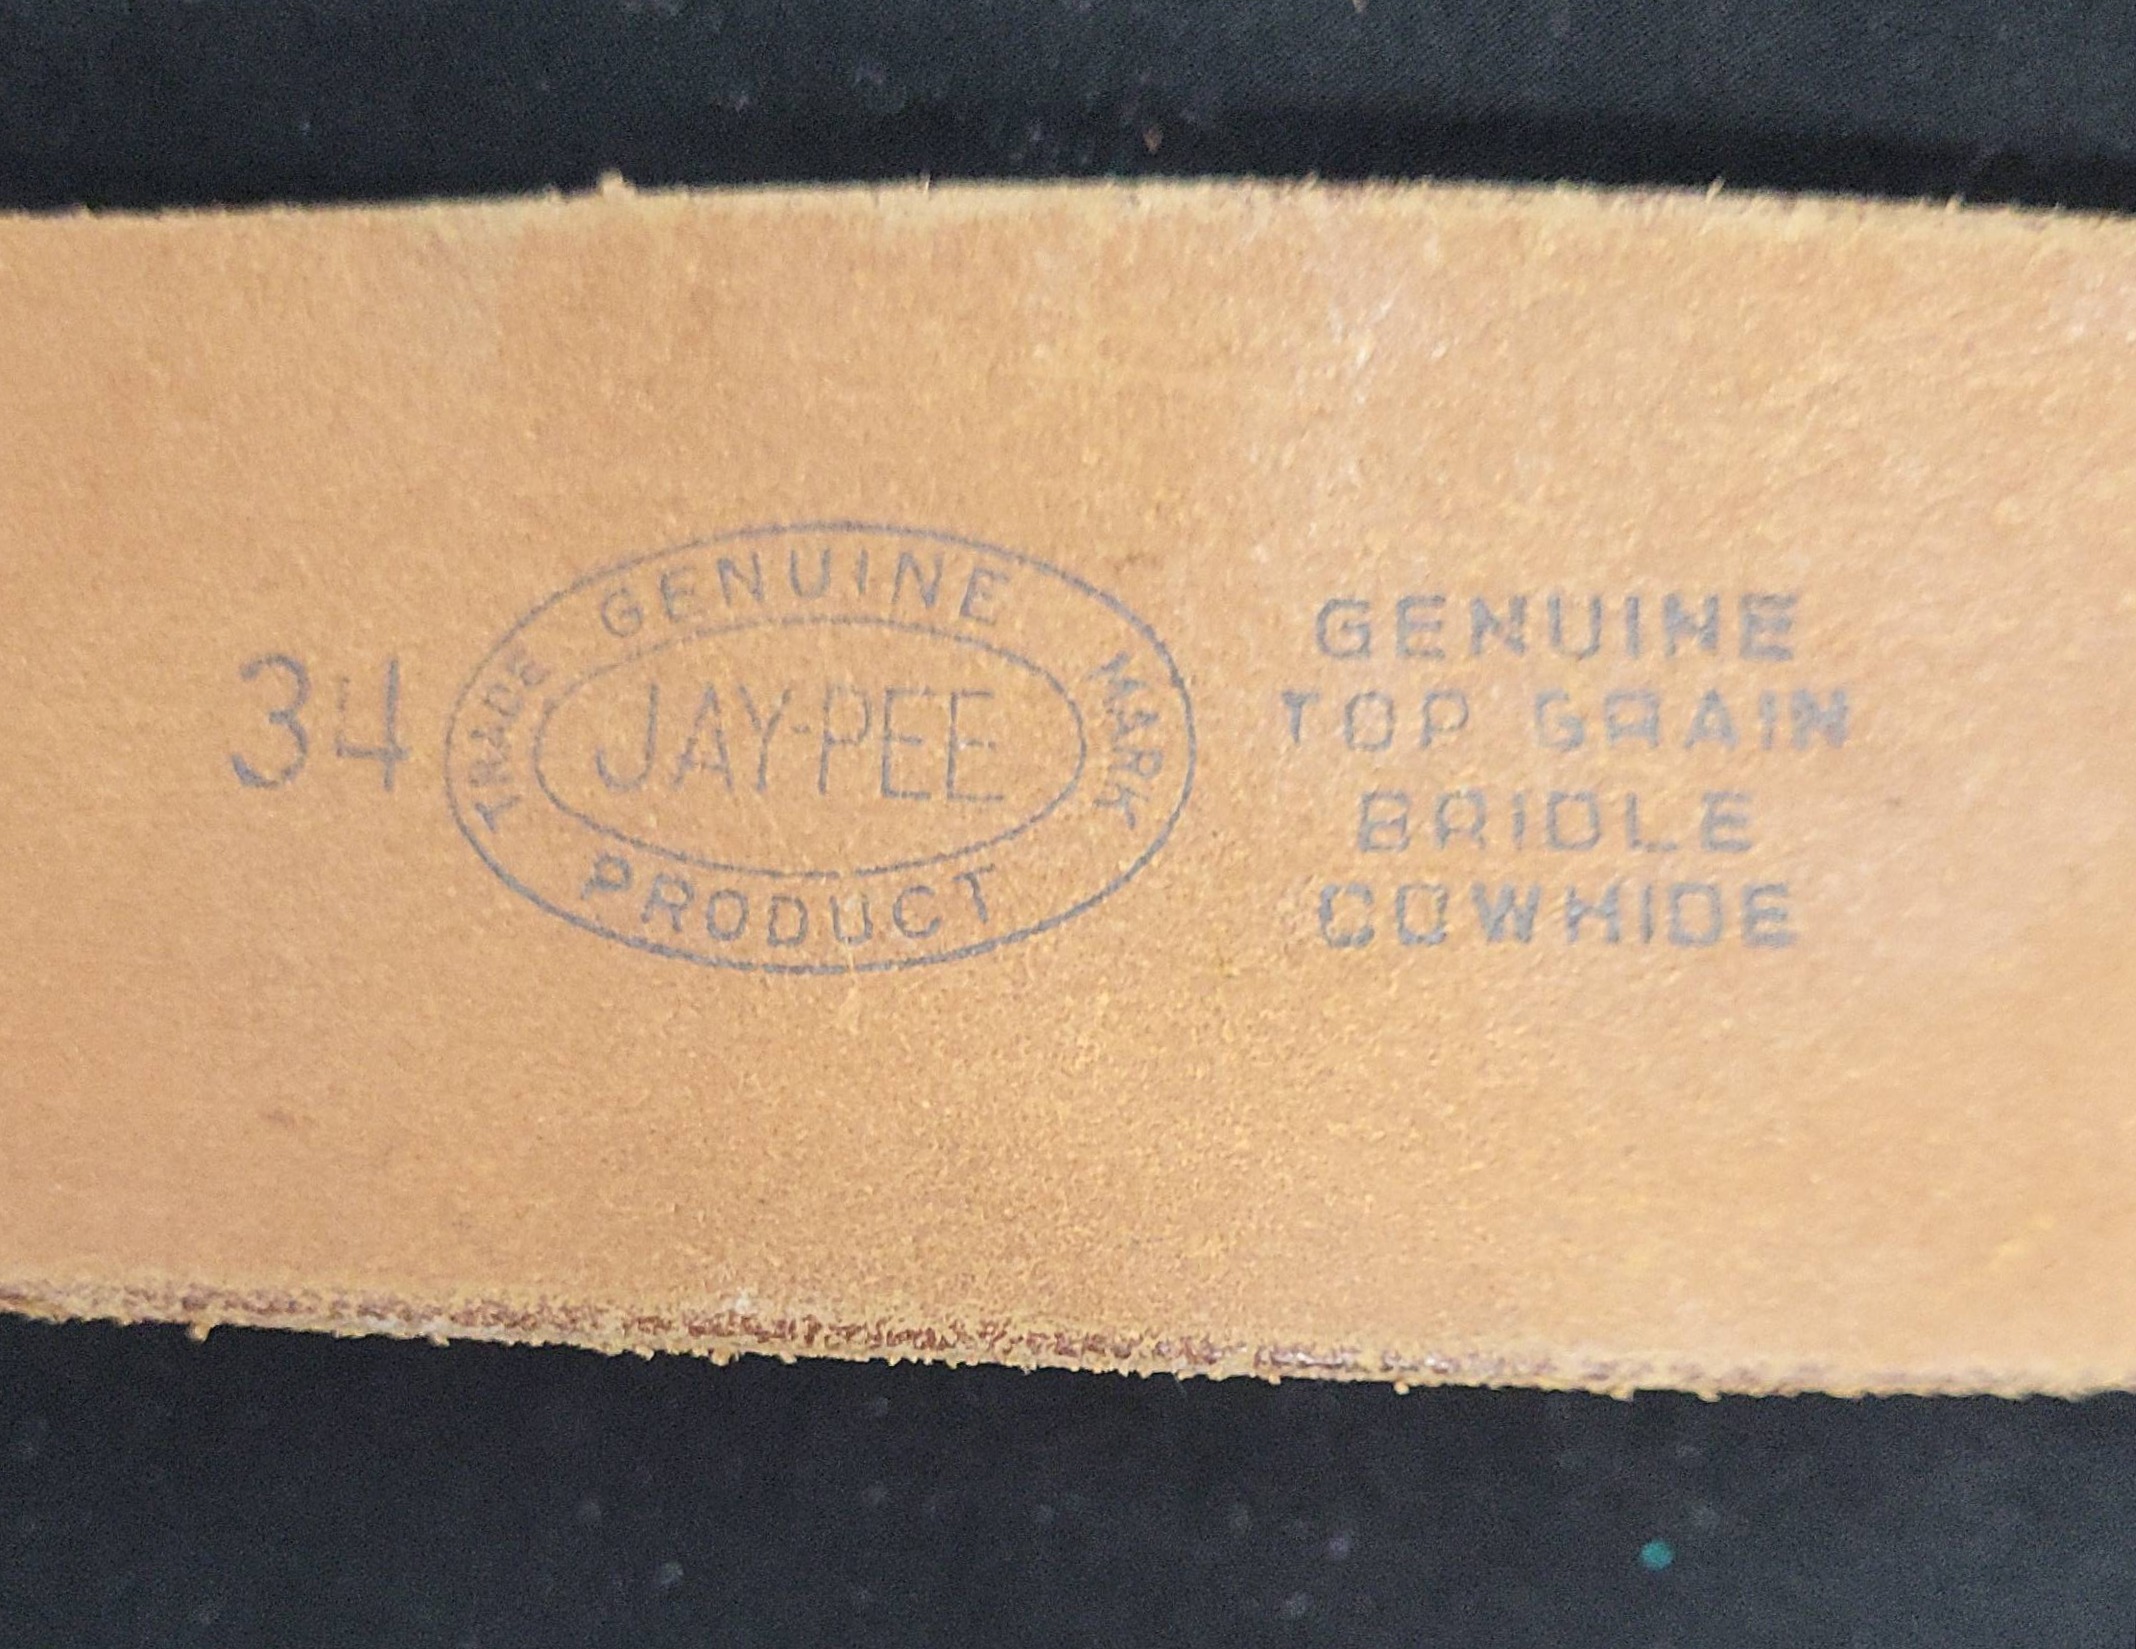 34
GENUINE
TRADE MARK
JAY-PEE
PRODUCT
GENUINE
TOP GRAIN
BRIDLE
COWHIDE